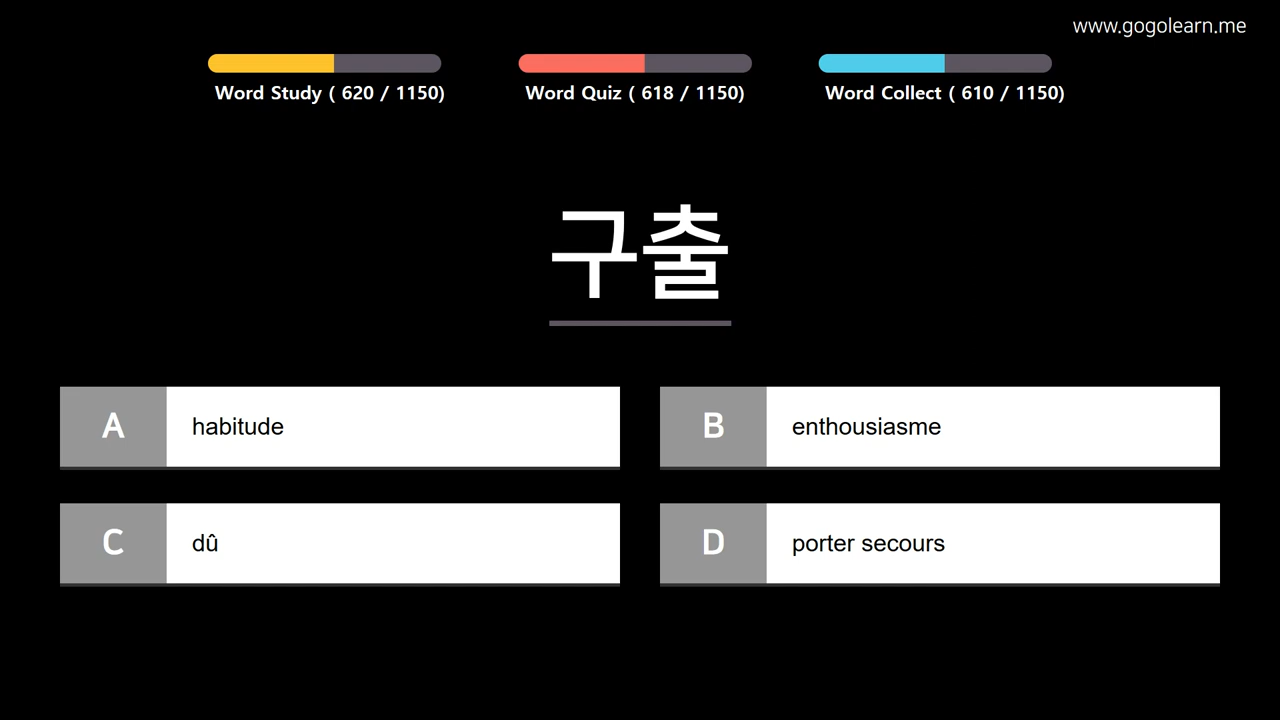 www.gogolearn.me
Word Study ( 620 / 1150)
Word Quiz ( 618 / 1150)
Word Collect ( 610 / 1150)
구출
A habitude
B enthousiasme
C dû
D porter secours